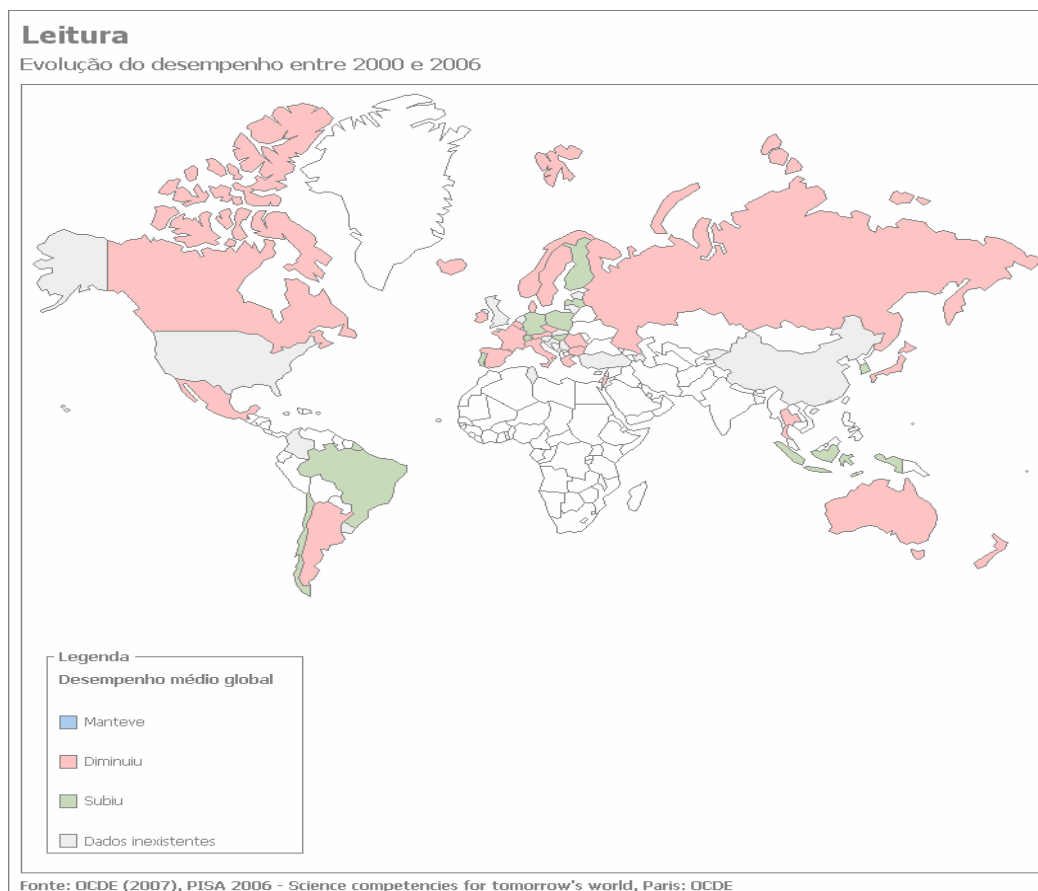 Leitura
Evolução do desempenho entre 2000 e 2006
Legenda
Desempenho médio global
Manteve
Diminuiu
Subiu
Dados inexistentes
Fonte: OCDE (2007), PISA 2006 - Science competencies for tomorrow's world, Paris: OCDE